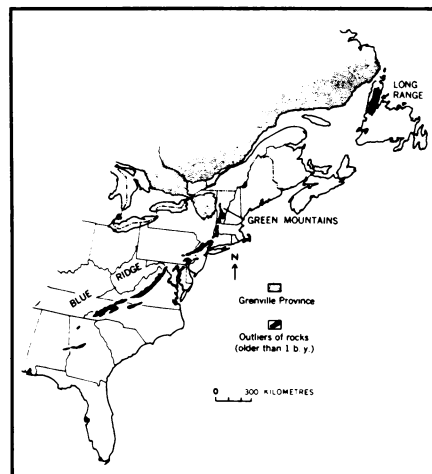 LONG
RANGE
GREEN MOUNTAINS
N
BLUE RIDGE
Grenville Province
Outliers of rocks
(older than 1 b. y.)
0 300 KILOMETRES